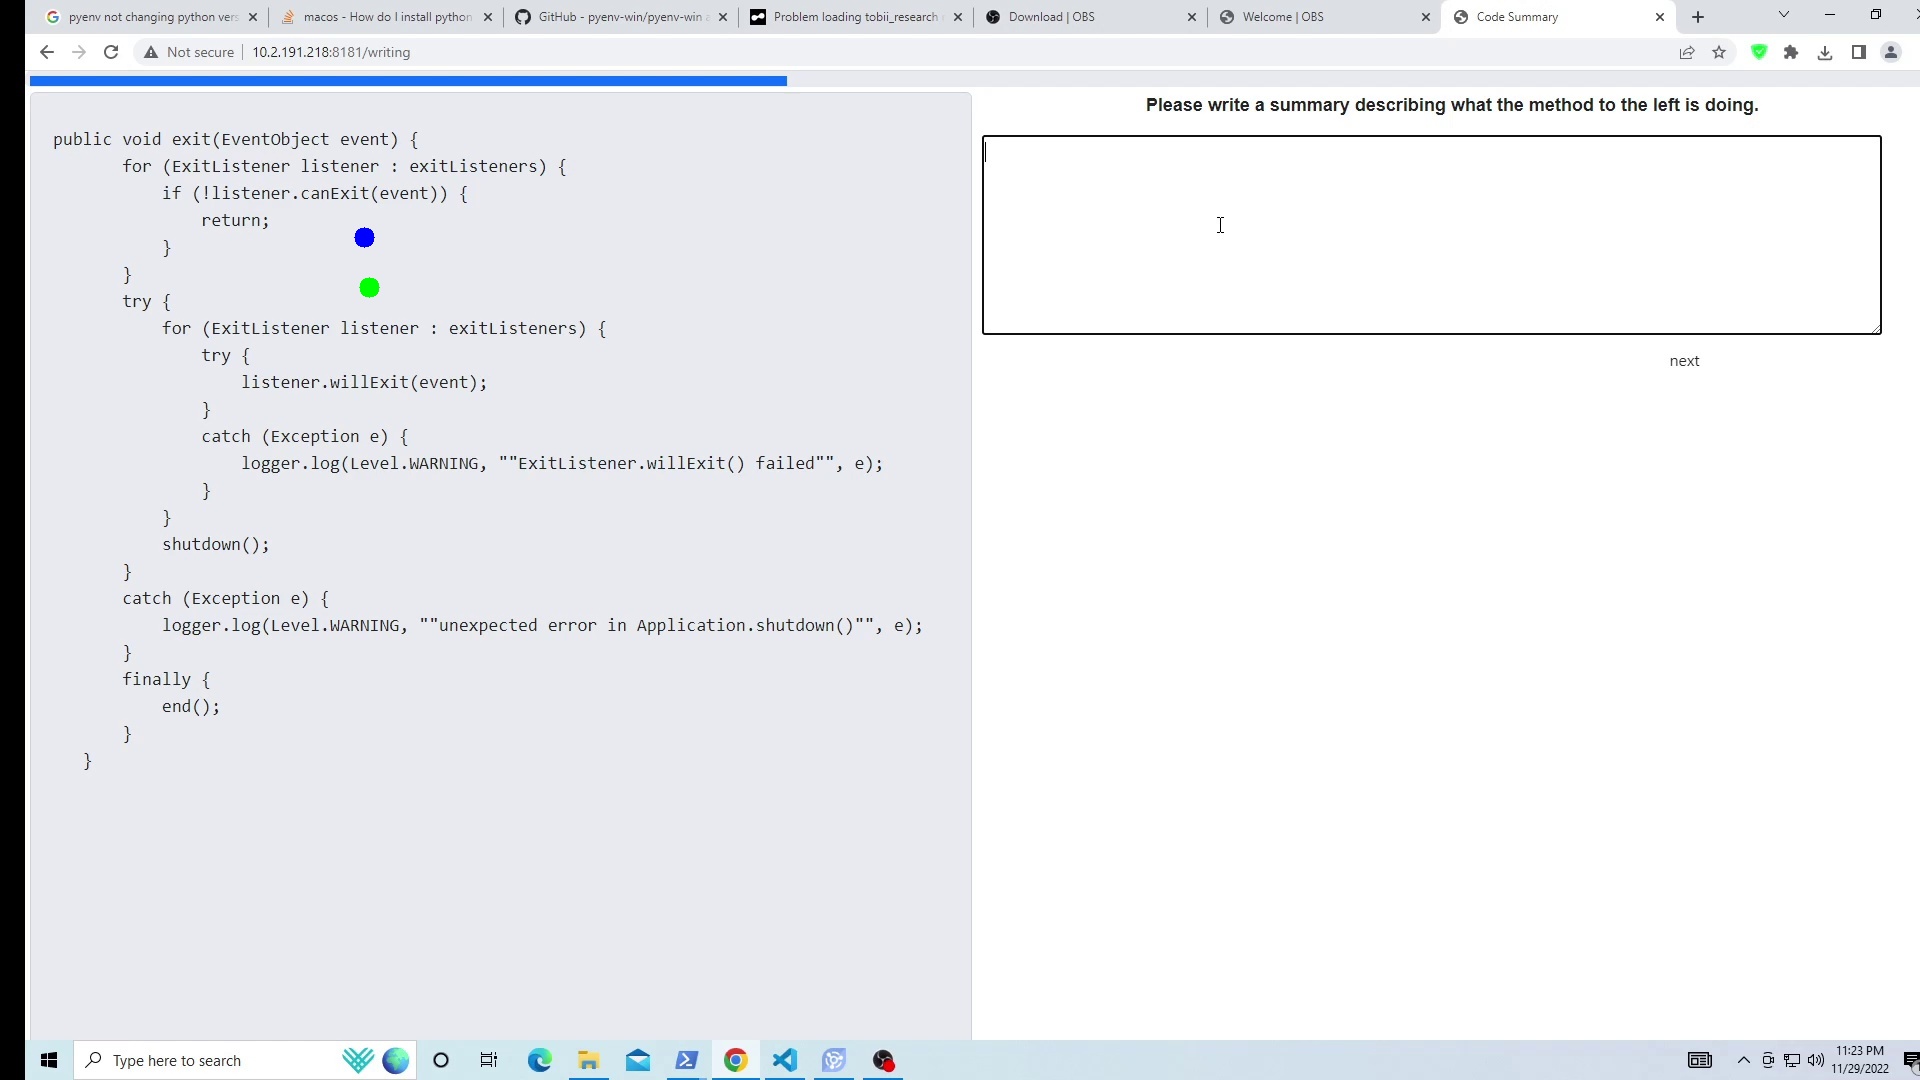 pyenv not changing python vers
macos - How do I install python
GitHub - pyenv-win/pyenv-win
Problem loading tobii_research
Download | OBS
Welcome | OBS
Code Summary
Not secure
10.2.191.218:8181/writing
public void exit(EventObject event) {
for (ExitListener listener : exitListeners) {
if (!listener.canExit(event)) {
return;
}
}
try {
for (ExitListener listener : exitListeners) {
try {
listener.willExit(event);
}
catch (Exception e) {
logger.log(Level.WARNING, ""ExitListener.willExit() failed"", e);
}
}
shutdown();
}
catch (Exception e) {
logger.log(Level.WARNING, ""unexpected error in Application.shutdown()"", e);
}
finally {
end();
}
}
Please write a summary describing what the method to the left is doing.
next
Type here to search
11:23 PM
11/29/2022